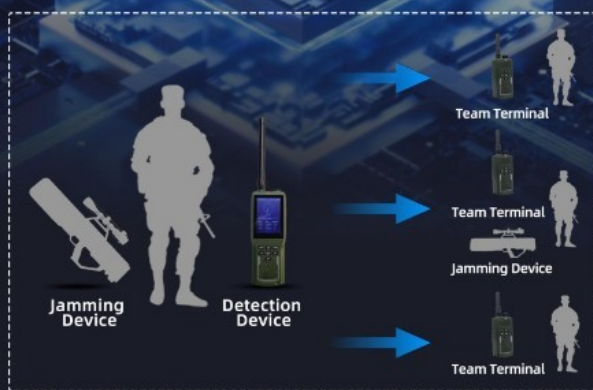 Team Terminal
Team Terminal
Jamming Device
Jamming
Device
Detection
Device
Team Terminal